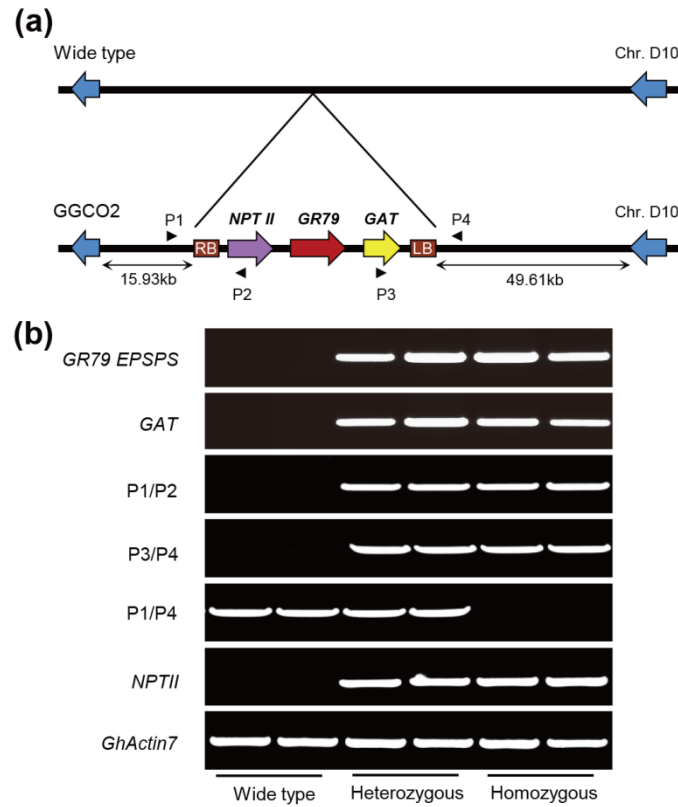 (a)
Wide type
Chr. D10
GGCO2
P1
NPT II
GR79
GAT
P4
Chr. D10
RB
LB
P2
P3
15.93kb
49.61kb
(b)
GR79 EPSPS
GAT
P1/P2
P3/P4
P1/P4
NPTII
GhActin7
Wide type
Heterozygous
Homozygous